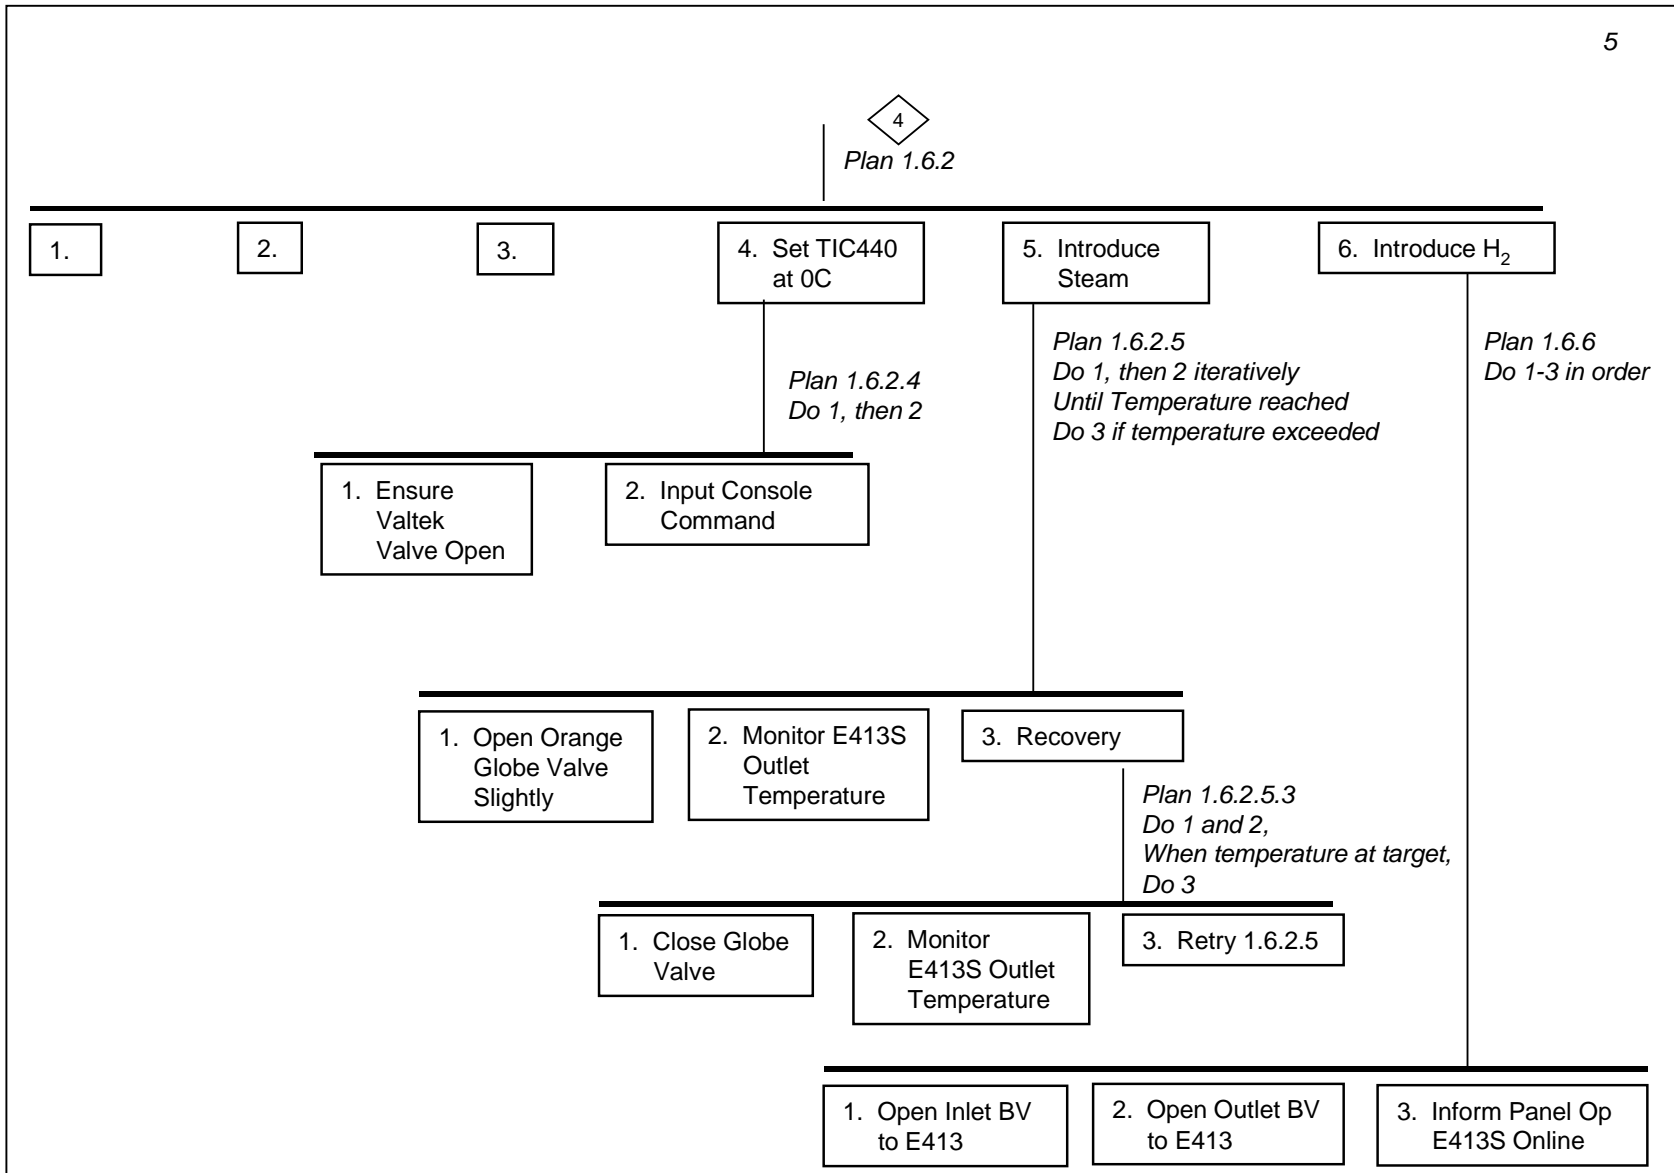 5
4
Plan 1.6.2
1.
2.
3.
4. Set TIC440
at 0C
5. Introduce
Steam
6. Introduce H2
Plan 1.6.2.4
Do 1, then 2
Plan 1.6.2.5
Do 1, then 2 iteratively
Until Temperature reached
Do 3 if temperature exceeded
Plan 1.6.6
Do 1-3 in order
1. Ensure
Valtek
Valve Open
2. Input Console
Command
1. Open Orange
Globe Valve
Slightly
2. Monitor E413S
Outlet
Temperature
3. Recovery
Plan 1.6.2.5.3
Do 1 and 2,
When temperature at target,
Do 3
1. Close Globe
Valve
2. Monitor
E413S Outlet
Temperature
3. Retry 1.6.2.5
1. Open Inlet BV
to E413
2. Open Outlet BV
to E413
3. Inform Panel Op
E413S Online